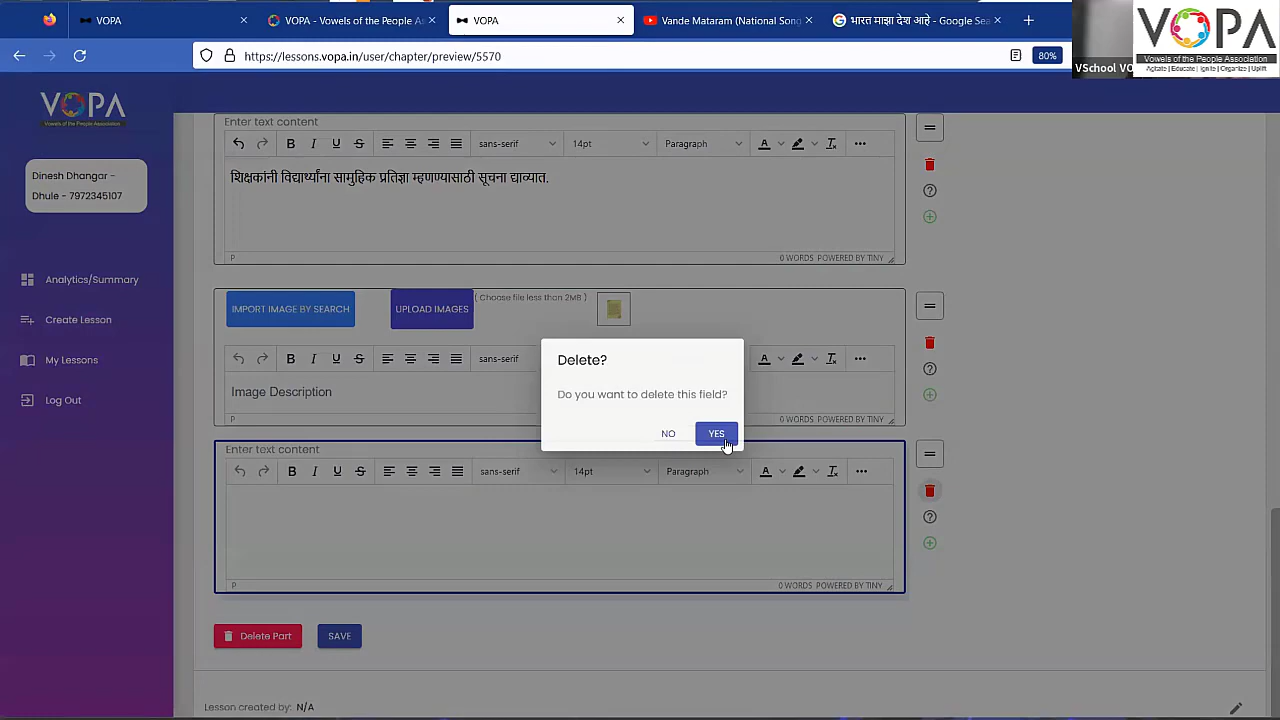 VOPA
VOPA - Vowels of the People A
VOPA
Vande Mataram (National Song
भारत माझा देश आहे - Google Sea
https://lessons.vopa.in/user/chapter/preview/5570
80%
VSchool VO
VOPA
Vowels of the People Association
Agitate | Educate | Ignite | Organize | Uplift
VOPA
Vowels of the People Association
Dinesh Dhangar -
Dhule - 7972345107
Analytics/Summary
Create Lesson
My Lessons
Log Out
Enter text content
sans-serif
14pt
Paragraph
शिक्षकांनी विद्यार्थ्यांना सामुहिक प्रतिज्ञा म्हणण्यासाठी सूचना द्याव्यात.
P
0 WORDS POWERED BY TINY
IMPORT IMAGE BY SEARCH
UPLOAD IMAGES
( Choose file less than 2MB )
sans-serif
Image Description
P
0 WORDS POWERED BY TINY
Delete?
Do you want to delete this field?
NO
YES
Enter text content
sans-serif
14pt
Paragraph
P
0 WORDS POWERED BY TINY
Delete Part
SAVE
Lesson created by: N/A